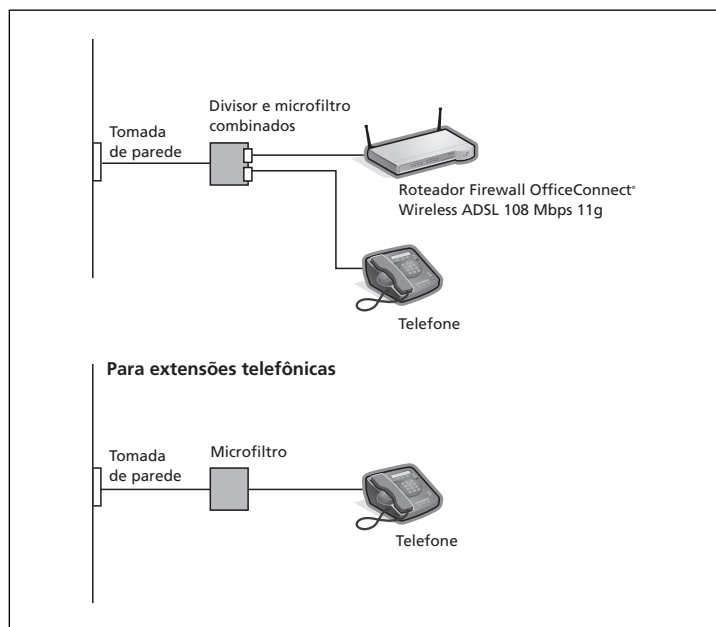 Divisor e microfiltro
combinados
Tomada
de parede
Roteador Firewall OfficeConnect®
Wireless ADSL 108 Mbps 11g
Telefone
Para extensões telefônicas
Tomada
de parede
Microfiltro
Telefone